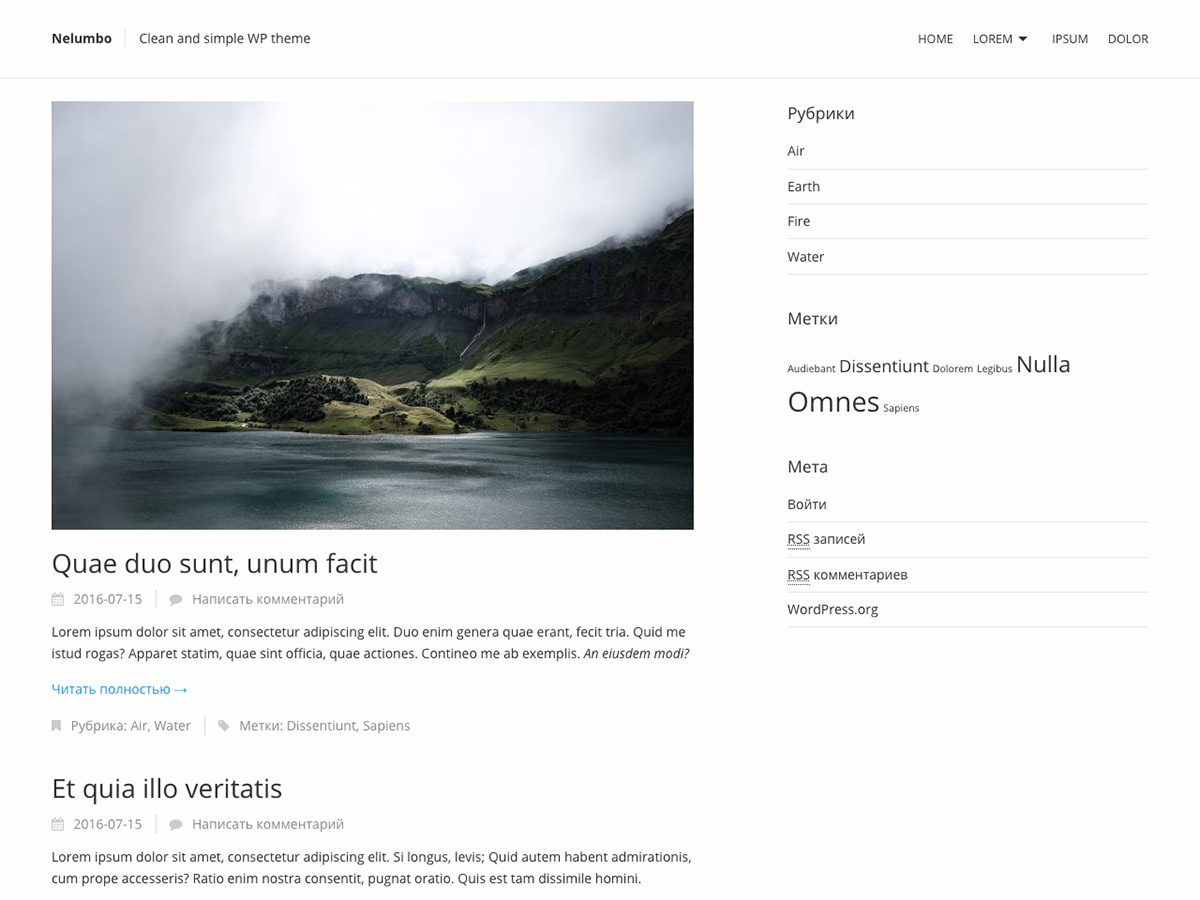 Nelumbo
Clean and simple WP theme
HOME
LOREM
IPSUM
DOLOR
Quae duo sunt, unum facit
2016-07-15
Написать комментарий
Lorem ipsum dolor sit amet, consectetur adipiscing elit. Duo enim genera quae erant, fecit tria. Quid me
istud rogas? Apparet statim, quae sint officia, quae actiones. Contineo me ab exemplis. An eiusdem modi?
Читать полностью →
Рубрика: Air, Water
Метки: Dissentiunt, Sapiens
Et quia illo veritatis
2016-07-15
Написать комментарий
Lorem ipsum dolor sit amet, consectetur adipiscing elit. Si longus, levis; Quid autem habent admirationis,
cum prope accesseris? Ratio enim nostra consentit, pugnat oratio. Quis est tam dissimile homini.
Рубрики
Air
Earth
Fire
Water
Метки
Audiebant Dissentiunt Dolorem Legibus Nulla
Omnes Sapiens
Мета
Войти
RSS записей
RSS комментариев
WordPress.org